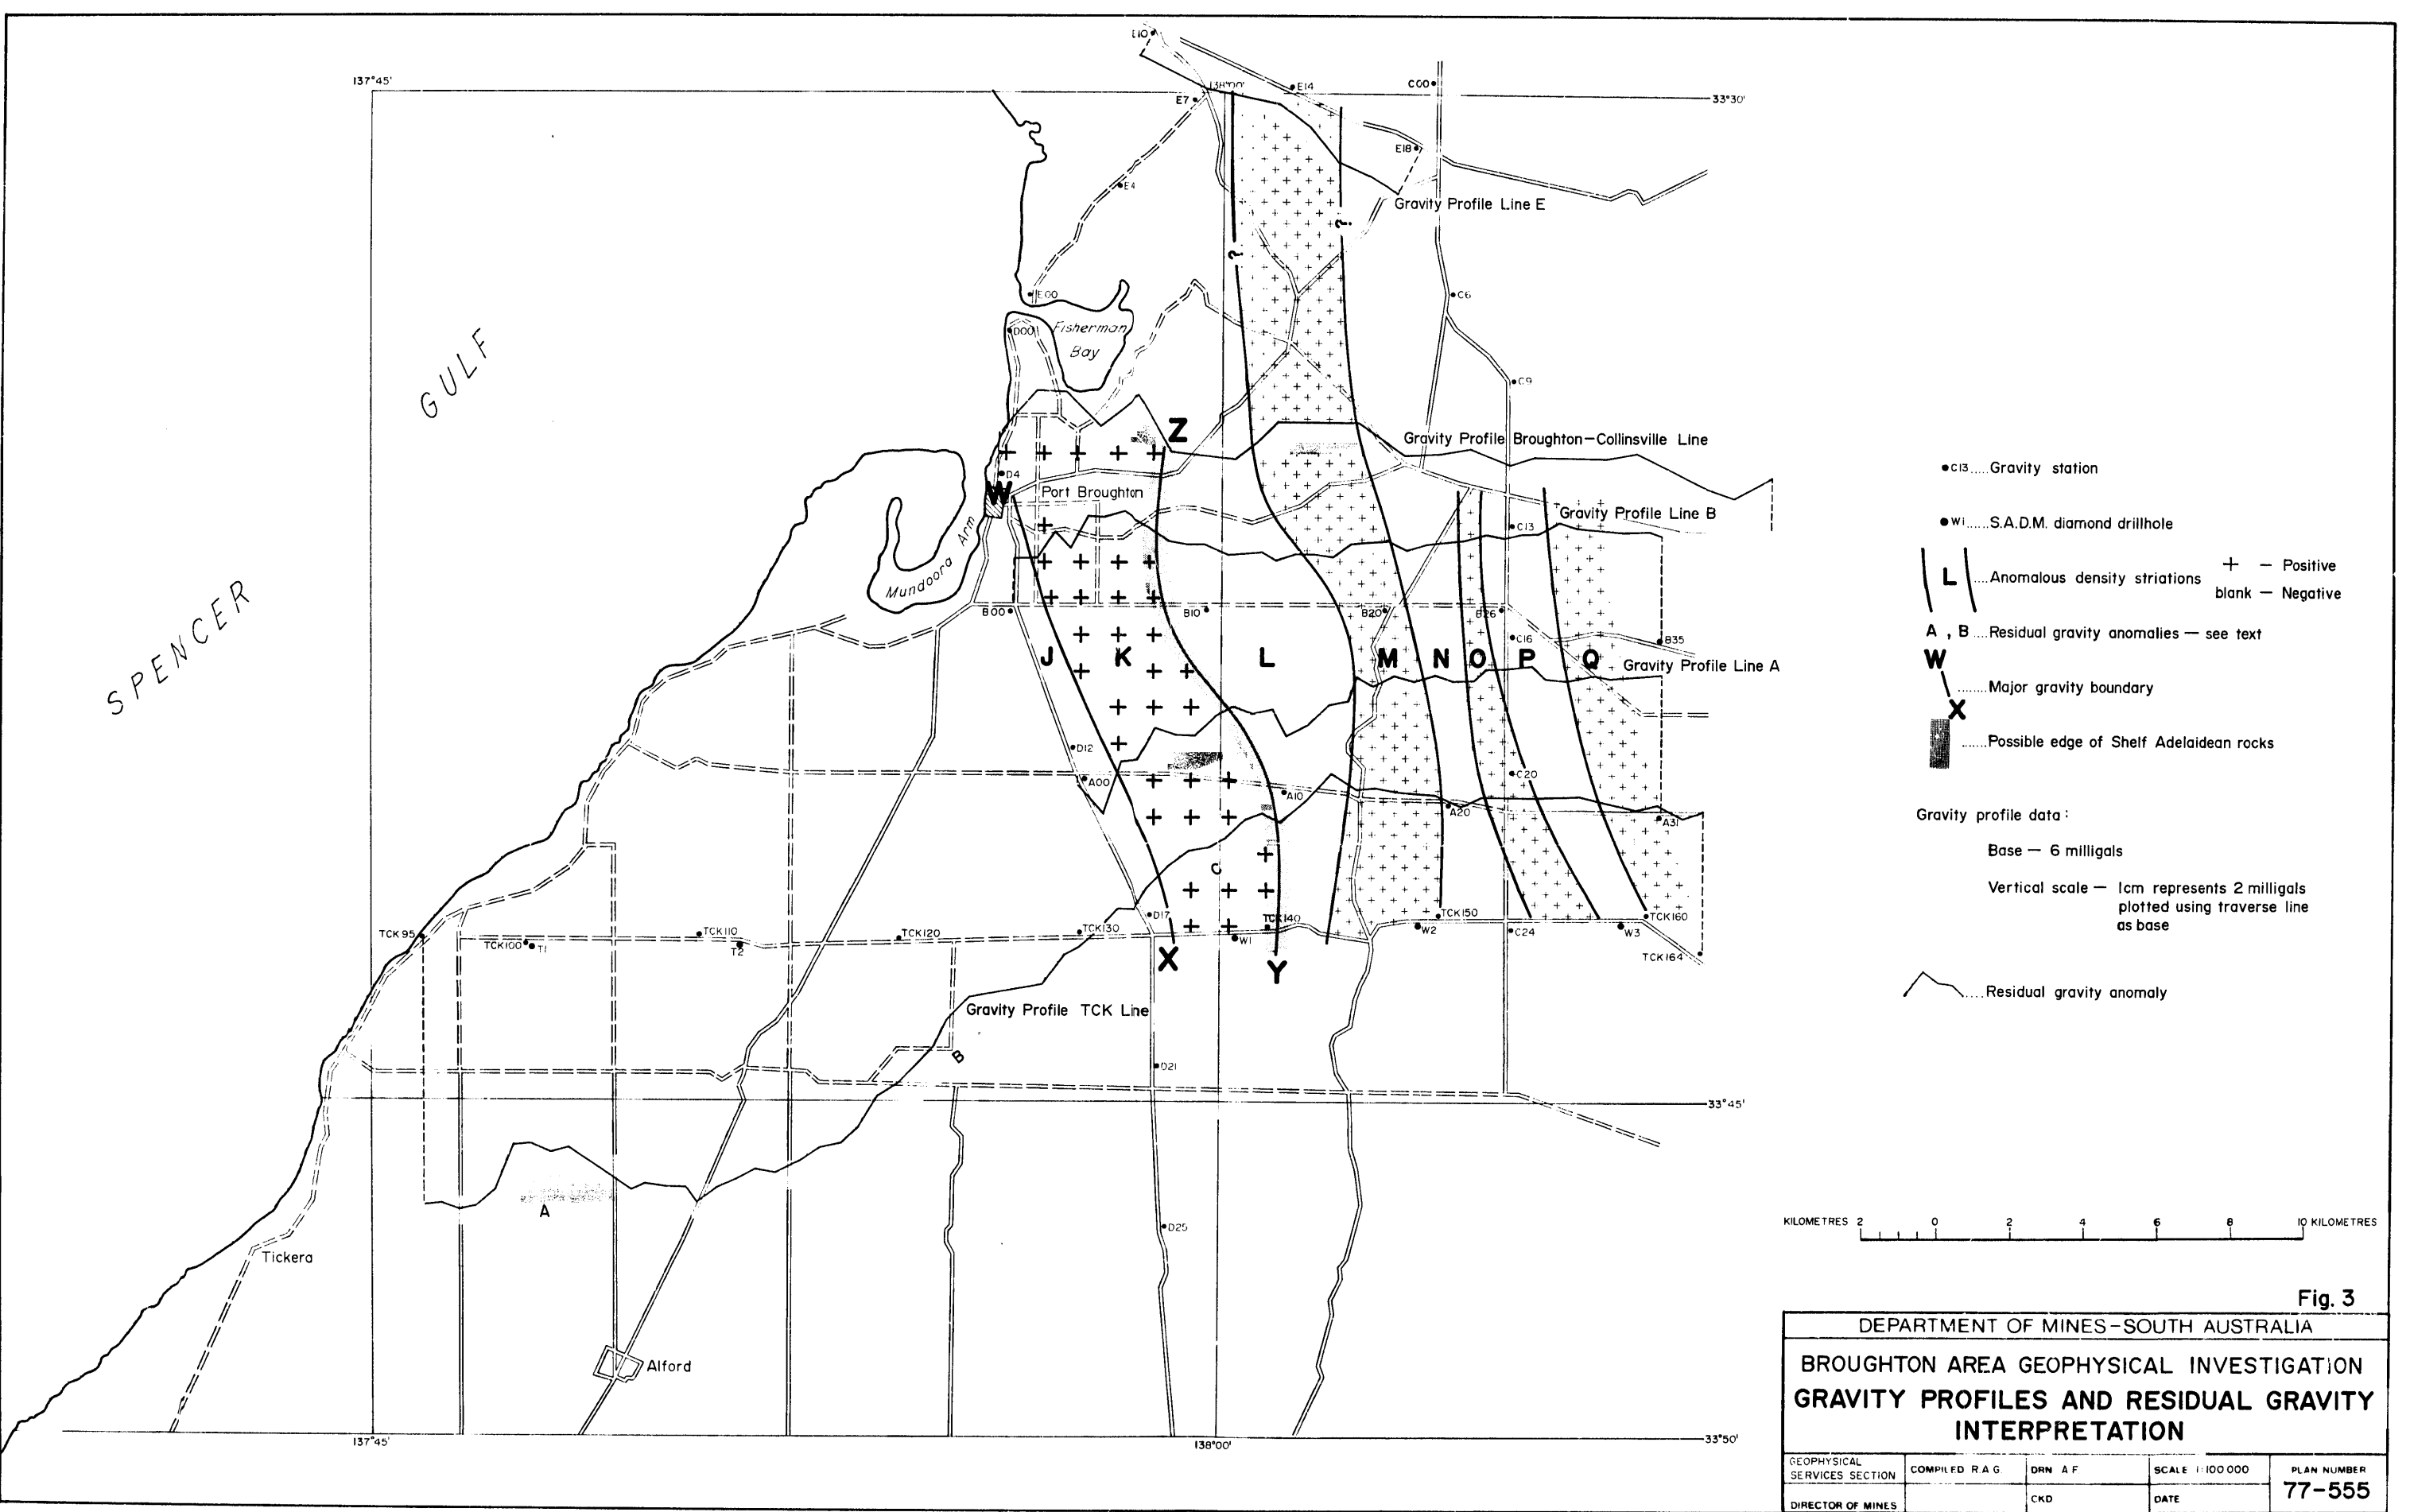 E10
137°45'
138°00'
E14
C00
33°30'
E7
E18
E4
Gravity Profile Line E
?
?
E00
C6
D00
Fisherman
Bay
GULF
C9
Z
Gravity Profile Broughton—Collinsville Line
D4
W
Port Broughton
Gravity Profile Line B
C13
Mundoora Arm
SPENCER
B00
B10
B20
B26
C16
B35
J
K
L
M
N
O
P
Q
Gravity Profile Line A
D12
A00
C20
A10
A20
A31
C
D17
TCK140
TCK150
TCK160
TCK 95
TCK100
T1
TCK110
T2
TCK120
TCK130
W1
W2
C24
W3
TCK 164
X
Y
Gravity Profile TCK Line
B
D21
33°45'
A
D25
Tickera
Alford
137°45'
138°00'
33°50'
C13.....Gravity station
W1......S.A.D.M. diamond drillhole
L ....Anomalous density striations
+ — Positive
blank — Negative
A , B....Residual gravity anomalies — see text
W
.......Major gravity boundary
X
......Possible edge of Shelf Adelaidean rocks
Gravity profile data :
Base — 6 milligals
Vertical scale — 1cm represents 2 milligals
plotted using traverse line
as base
....Residual gravity anomaly
KILOMETRES 2 0 2 4 6 8 10 KILOMETRES
Fig. 3
DEPARTMENT OF MINES–SOUTH AUSTRALIA
BROUGHTON AREA GEOPHYSICAL INVESTIGATION
GRAVITY PROFILES AND RESIDUAL GRAVITY
INTERPRETATION
GEOPHYSICAL
SERVICES SECTION
COMPILED R.A.G.
DRN A F
SCALE 1:100 000
PLAN NUMBER
77-555
DIRECTOR OF MINES
CKD
DATE